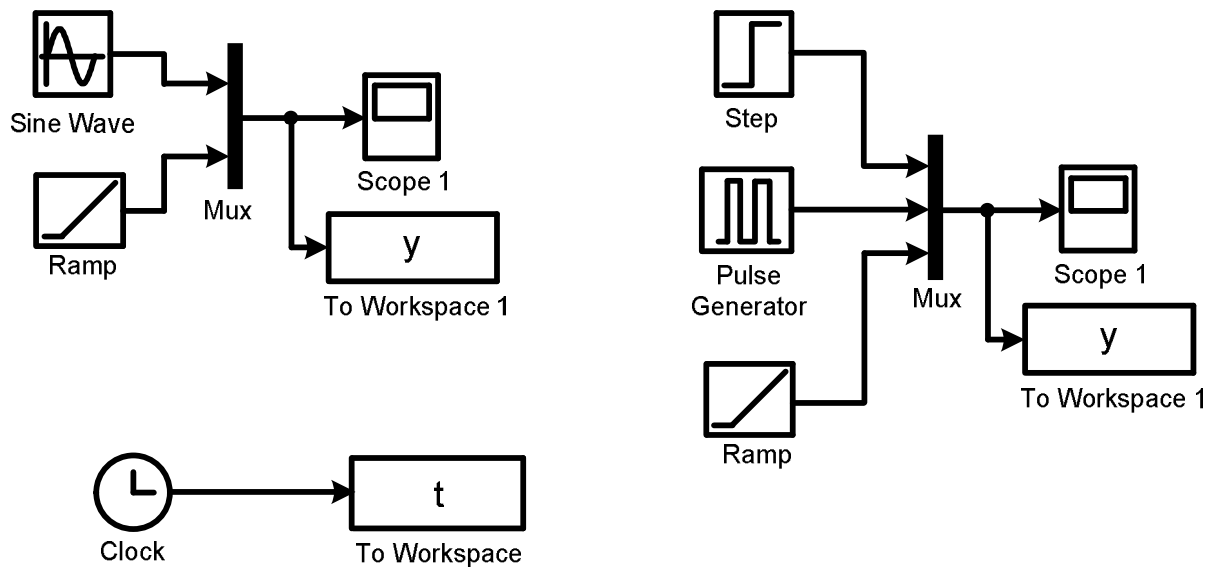 Sine Wave
Mux
Scope 1
Ramp
y
To Workspace 1
Clock
t
To Workspace
Step
Pulse
Generator
Mux
Scope 1
y
To Workspace 1
Ramp